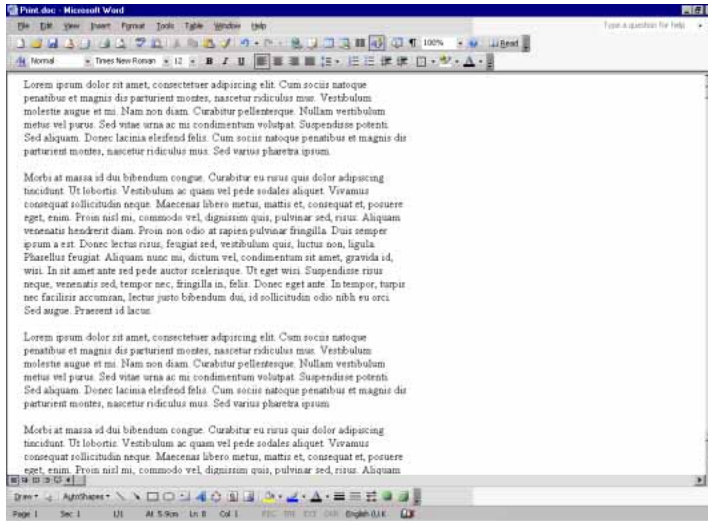 Print.doc - Microsoft Word
File Edit View Insert Format Tools Table Window Help Type a question for help
100% Read
Normal Times New Roman 12 B I U
Lorem ipsum dolor sit amet, consectetuer adipiscing elit. Cum sociis natoque
penatibus et magnis dis parturient montes, nascetur ridiculus mus. Vestibulum
molestie augue et mi. Nam non diam. Curabitur pellentesque. Nullam vestibulum
metus vel purus. Sed vitae urna ac mi condimentum volutpat. Suspendisse potenti.
Sed aliquam. Donec lacinia eleifend felis. Cum sociis natoque penatibus et magnis dis
parturient montes, nascetur ridiculus mus. Sed varius pharetra ipsum.
Morbi at massa id dui bibendum congue. Curabitur eu risus quis dolor adipiscing
tincidunt. Ut lobortis. Vestibulum ac quam vel pede sodales aliquet. Vivamus
consequat sollicitudin neque. Maecenas libero metus, mattis et, consequat et, posuere
eget, enim. Proin nisl mi, commodo vel, dignissim quis, pulvinar sed, risus. Aliquam
venenatis hendrerit diam. Proin non odio at sapien pulvinar fringilla. Duis semper
ipsum a est. Donec lectus risus, feugiat sed, vestibulum quis, luctus non, ligula.
Phasellus feugiat. Aliquam nunc mi, dictum vel, condimentum sit amet, gravida id,
wisi. In sit amet ante sed pede auctor scelerisque. Ut eget wisi. Suspendisse risus
neque, venenatis sed, tempor nec, fringilla in, felis. Donec eget ante. In tempor, turpis
nec facilisis accumsan, lectus justo bibendum dui, id sollicitudin odio nibh eu orci.
Sed augue. Praesent id lacus.
Lorem ipsum dolor sit amet, consectetuer adipiscing elit. Cum sociis natoque
penatibus et magnis dis parturient montes, nascetur ridiculus mus. Vestibulum
molestie augue et mi. Nam non diam. Curabitur pellentesque. Nullam vestibulum
metus vel purus. Sed vitae urna ac mi condimentum volutpat. Suspendisse potenti.
Sed aliquam. Donec lacinia eleifend felis. Cum sociis natoque penatibus et magnis dis
parturient montes, nascetur ridiculus mus. Sed varius pharetra ipsum.
Morbi at massa id dui bibendum congue. Curabitur eu risus quis dolor adipiscing
tincidunt. Ut lobortis. Vestibulum ac quam vel pede sodales aliquet. Vivamus
consequat sollicitudin neque. Maecenas libero metus, mattis et, consequat et, posuere
eget, enim. Proin nisl mi, commodo vel, dignissim quis, pulvinar sed, risus. Aliquam
Draw AutoShapes
Page 1 Sec 1 1/1 At 5.9cm Ln 8 Col 1 REC TRK EXT OVR English (U.K